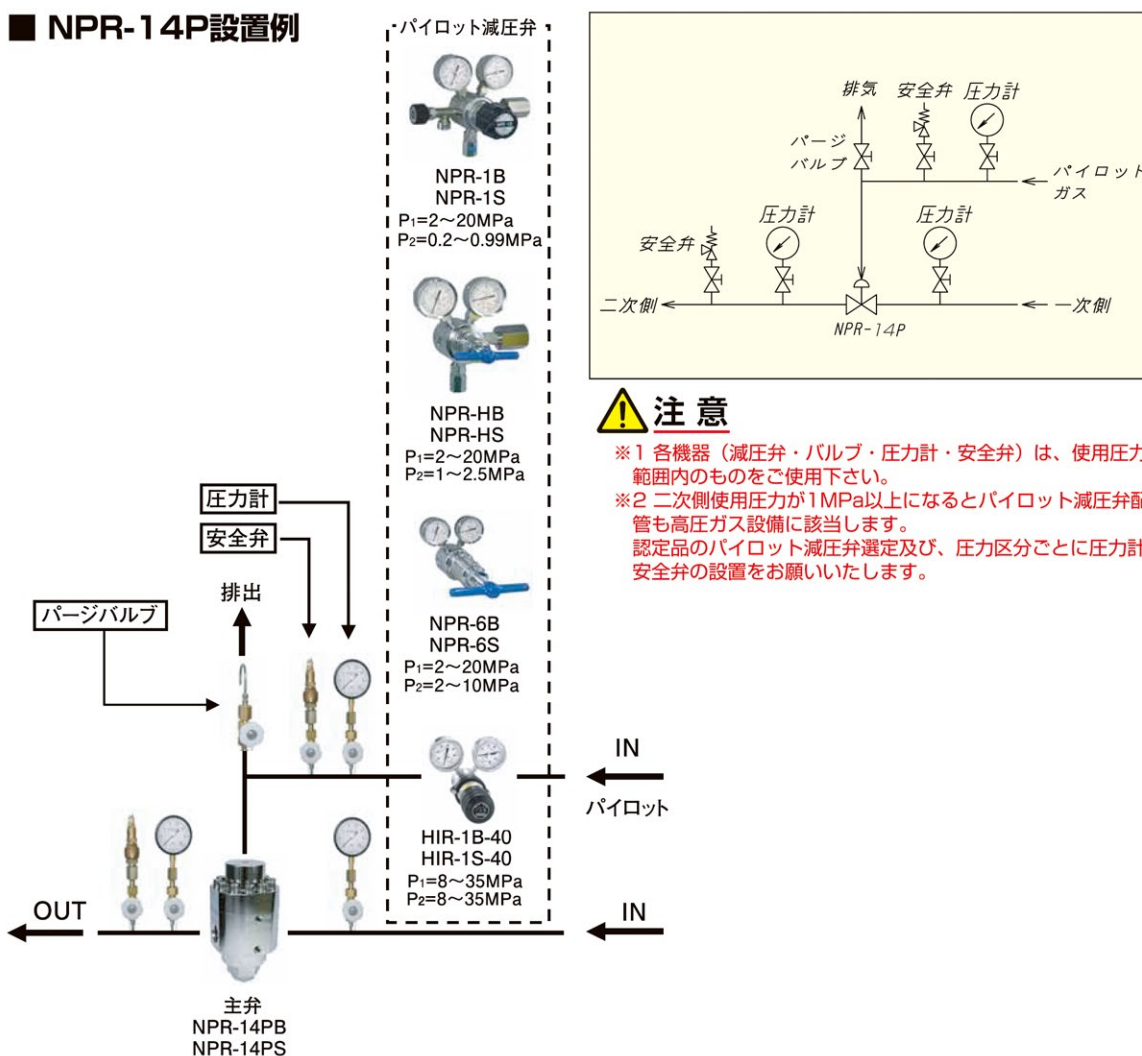 ■ NPR-14P設置例
パイロット減圧弁
NPR-1B
NPR-1S
P₁=2〜20MPa
P₂=0.2〜0.99MPa
NPR-HB
NPR-HS
P₁=2〜20MPa
P₂=1〜2.5MPa
NPR-6B
NPR-6S
P₁=2〜20MPa
P₂=2〜10MPa
HIR-1B-40
HIR-1S-40
P₁=8〜35MPa
P₂=8〜35MPa
圧力計
安全弁
排出
パージバルブ
IN
パイロット
OUT
IN
主弁
NPR-14PB
NPR-14PS
排気
安全弁
圧力計
パージ
バルブ
パイロット
ガス
圧力計
圧力計
安全弁
二次側
一次側
NPR-14P
注 意
※1 各機器（減圧弁・バルブ・圧力計・安全弁）は、使用圧力
範囲内のものをご使用下さい。
※2 二次側使用圧力が1MPa以上になるとパイロット減圧弁配
管も高圧ガス設備に該当します。
認定品のパイロット減圧弁選定及び、圧力区分ごとに圧力計
安全弁の設置をお願いいたします。